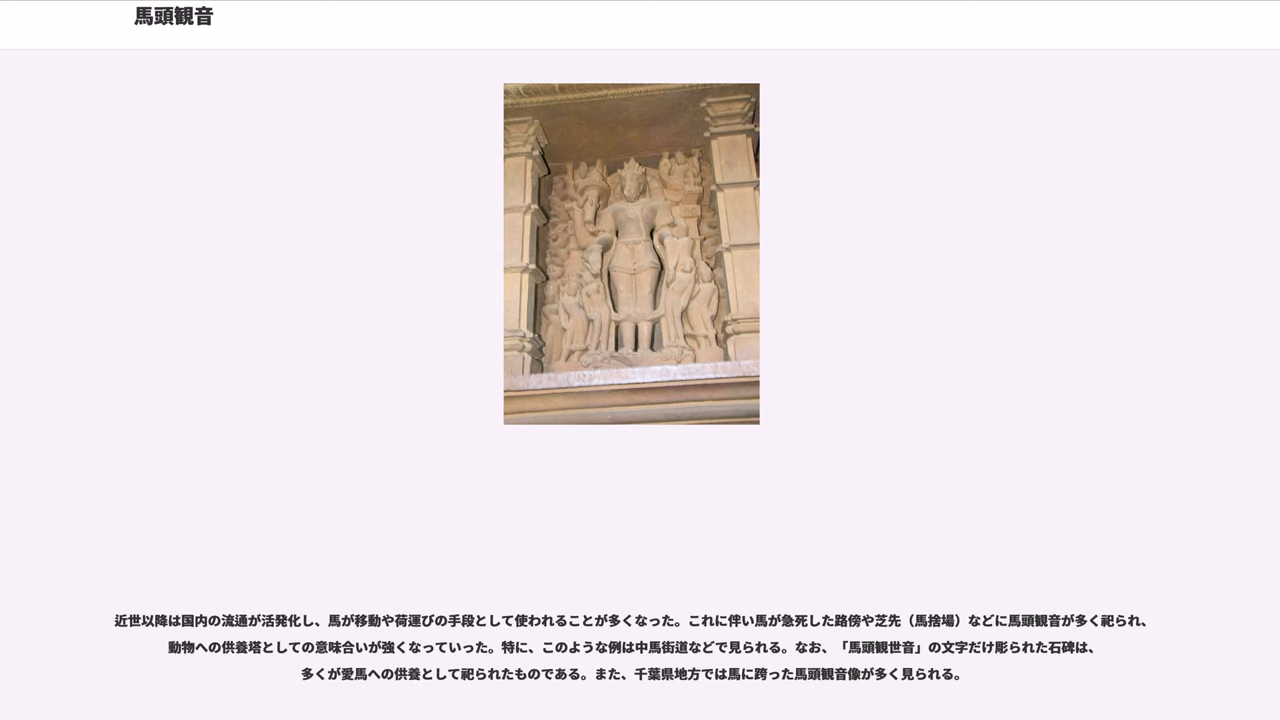 馬頭観音
近世以降は国内の流通が活発化し、馬が移動や荷運びの手段として使われることが多くなった。これに伴い馬が急死した路傍や芝先（馬捨場）などに馬頭観音が多く祀られ、
動物への供養塔としての意味合いが強くなっていった。特に、このような例は中馬街道などで見られる。なお、「馬頭観世音」の文字だけ彫られた石碑は、
多くが愛馬への供養として祀られたものである。また、千葉県地方では馬に跨った馬頭観音像が多く見られる。